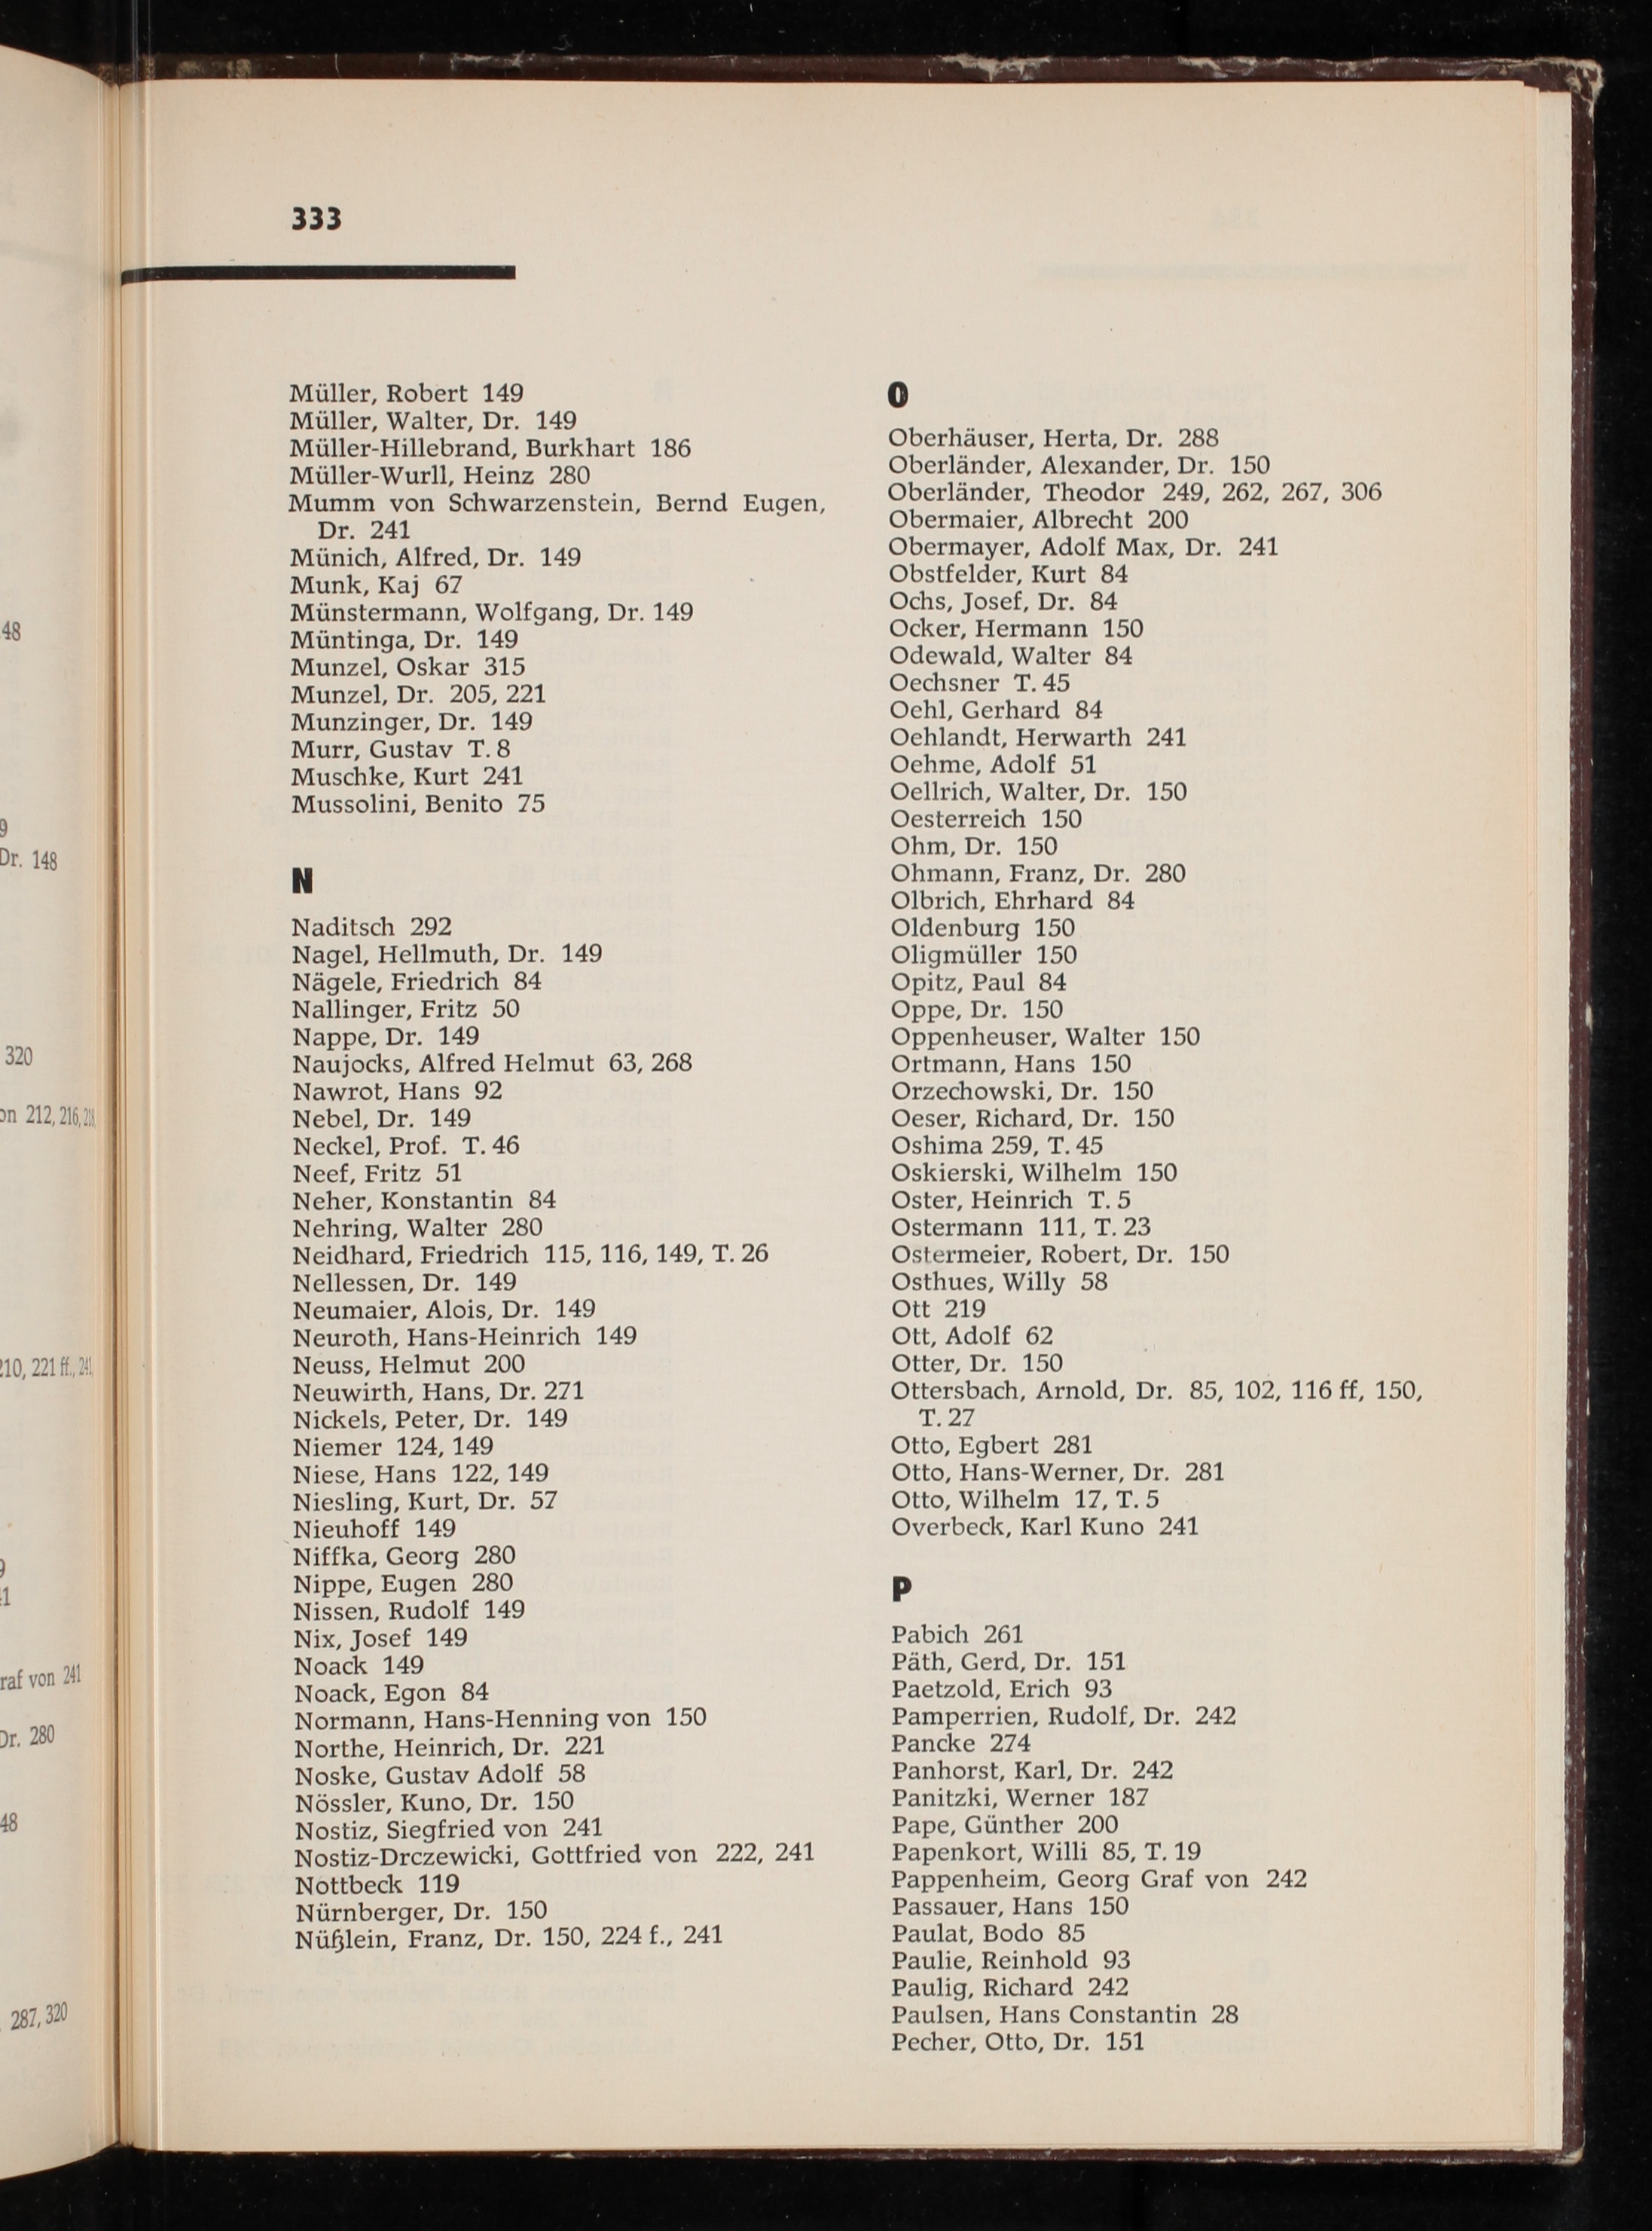 333
Müller, Robert 149
Müller, Walter, Dr. 149
Müller-Hillebrand, Burkhart 186
Müller-Wurll, Heinz 280
Mumm von Schwarzenstein, Bernd Eugen,
Dr. 241
Münich, Alfred, Dr. 149
Munk, Kaj 67
Münstermann, Wolfgang, Dr. 149
Müntinga, Dr. 149
Munzel, Oskar 315
Munzel, Dr. 205, 221
Munzinger, Dr. 149
Murr, Gustav T. 8
Muschke, Kurt 241
Mussolini, Benito 75
N
Naditsch 292
Nagel, Hellmuth, Dr. 149
Nägele, Friedrich 84
Nallinger, Fritz 50
Nappe, Dr. 149
Naujocks, Alfred Helmut 63, 268
Nawrot, Hans 92
Nebel, Dr. 149
Neckel, Prof. T. 46
Neef, Fritz 51
Neher, Konstantin 84
Nehring, Walter 280
Neidhard, Friedrich 115, 116, 149, T. 26
Nellessen, Dr. 149
Neumaier, Alois, Dr. 149
Neuroth, Hans-Heinrich 149
Neuss, Helmut 200
Neuwirth, Hans, Dr. 271
Nickels, Peter, Dr. 149
Niemer 124, 149
Niese, Hans 122, 149
Niesling, Kurt, Dr. 57
Nieuhoff 149
Niffka, Georg 280
Nippe, Eugen 280
Nissen, Rudolf 149
Nix, Josef 149
Noack 149
Noack, Egon 84
Normann, Hans-Henning von 150
Northe, Heinrich, Dr. 221
Noske, Gustav Adolf 58
Nössler, Kuno, Dr. 150
Nostiz, Siegfried von 241
Nostiz-Drczewicki, Gottfried von 222, 241
Nottbeck 119
Nürnberger, Dr. 150
Nüßlein, Franz, Dr. 150, 224 f., 241
O
Oberhäuser, Herta, Dr. 288
Oberländer, Alexander, Dr. 150
Oberländer, Theodor 249, 262, 267, 306
Obermaier, Albrecht 200
Obermayer, Adolf Max, Dr. 241
Obstfelder, Kurt 84
Ochs, Josef, Dr. 84
Ocker, Hermann 150
Odewald, Walter 84
Oechsner T. 45
Oehl, Gerhard 84
Oehlandt, Herwarth 241
Oehme, Adolf 51
Oellrich, Walter, Dr. 150
Oesterreich 150
Ohm, Dr. 150
Ohmann, Franz, Dr. 280
Olbrich, Ehrhard 84
Oldenburg 150
Oligmüller 150
Opitz, Paul 84
Oppe, Dr. 150
Oppenheuser, Walter 150
Ortmann, Hans 150
Orzechowski, Dr. 150
Oeser, Richard, Dr. 150
Oshima 259, T. 45
Oskierski, Wilhelm 150
Oster, Heinrich T. 5
Ostermann 111, T. 23
Ostermeier, Robert, Dr. 150
Osthues, Willy 58
Ott 219
Ott, Adolf 62
Otter, Dr. 150
Ottersbach, Arnold, Dr. 85, 102, 116 ff, 150,
T. 27
Otto, Egbert 281
Otto, Hans-Werner, Dr. 281
Otto, Wilhelm 17, T. 5
Overbeck, Karl Kuno 241
P
Pabich 261
Päth, Gerd, Dr. 151
Paetzold, Erich 93
Pamperrien, Rudolf, Dr. 242
Pancke 274
Panhorst, Karl, Dr. 242
Panitzki, Werner 187
Pape, Günther 200
Papenkort, Willi 85, T. 19
Pappenheim, Georg Graf von 242
Passauer, Hans 150
Paulat, Bodo 85
Paulie, Reinhold 93
Paulig, Richard 242
Paulsen, Hans Constantin 28
Pecher, Otto, Dr. 151